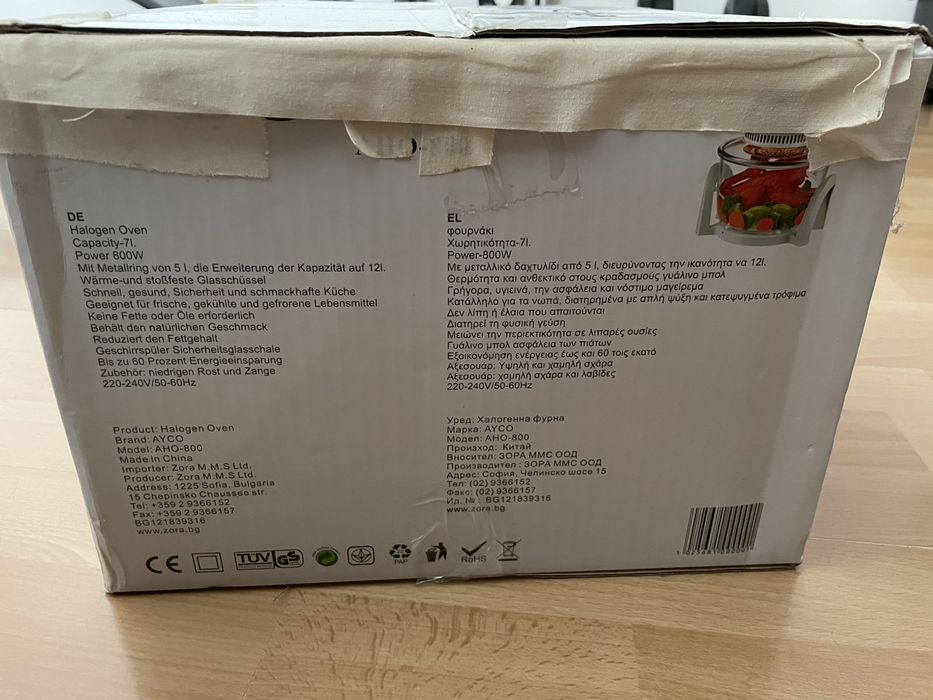 DE
Halogen Oven
Capacity-7l.
Power 800W
Mit Metallring von 5 l, die Erweiterung der Kapazität auf 12l.
Wärme-und stoßfeste Glasschüssel
Schnell, gesund, Sicherheit und schmackhafte Küche
Geeignet für frische, gekühlte und gefrorene Lebensmittel
Keine Fette oder Öle erforderlich
Behält den natürlichen Geschmack
Reduziert den Fettgehalt
Geschirrspüler Sicherheitsglasschale
Bis zu 60 Prozent Energieeinsparung
Zubehör: niedrigen Rost und Zange
220-240V/50-60Hz
EL
φουρνάκι
Χωρητικότητα-7l.
Power-800W
Με μεταλλικό δαχτυλίδι από 5 l, διευρύνοντας την ικανότητα να 12l.
Θερμότητα και ανθεκτικό στους κραδασμούς γυάλινο μπολ
Γρήγορα, υγιεινά, την ασφάλεια και νόστιμο μαγείρεμα
Κατάλληλο για τα νωπά, διατηρημένα με απλή ψύξη και κατεψυγμένα τρόφιμα
Δεν λίπη ή έλαια που απαιτούνται
Διατηρεί τη φυσική γεύση
Μειώνει την περιεκτικότητα σε λιπαρές ουσίες
Γυάλινο μπολ ασφάλεια των πιάτων
Εξοικονόμηση ενέργειας έως και 60 τοις εκατό
Αξεσουάρ: Υψηλή και χαμηλή σχάρα
Αξεσουάρ: χαμηλή σχάρα και λαβίδες
220-240V/50-60Hz
Product: Halogen Oven
Brand: AYCO
Model: AHO-800
Made in China
Importer: Zora M.M.S Ltd.
Producer: Zora M.M.S Ltd.
Address: 1225 Sofia, Bulgaria
15 Chepinsko Chaussee str.
Tel: +359 2 9366152
Fax: +359 2 9366157
BG121839316
www.zora.bg
Уред: Халогенна фурна
Марка: AYCO
Модел: AHO-800
Произход: Китай
Вносител: ЗОРА ММС ООД
Производител : ЗОРА ММС ООД
Адрес: София, Чепинско шосе 15
Тел: (02) 9366152
Факс: (02) 9366157
Ид. № : BG121839316
www.zora.bg
CE
TUV GS
PAP
RoHS